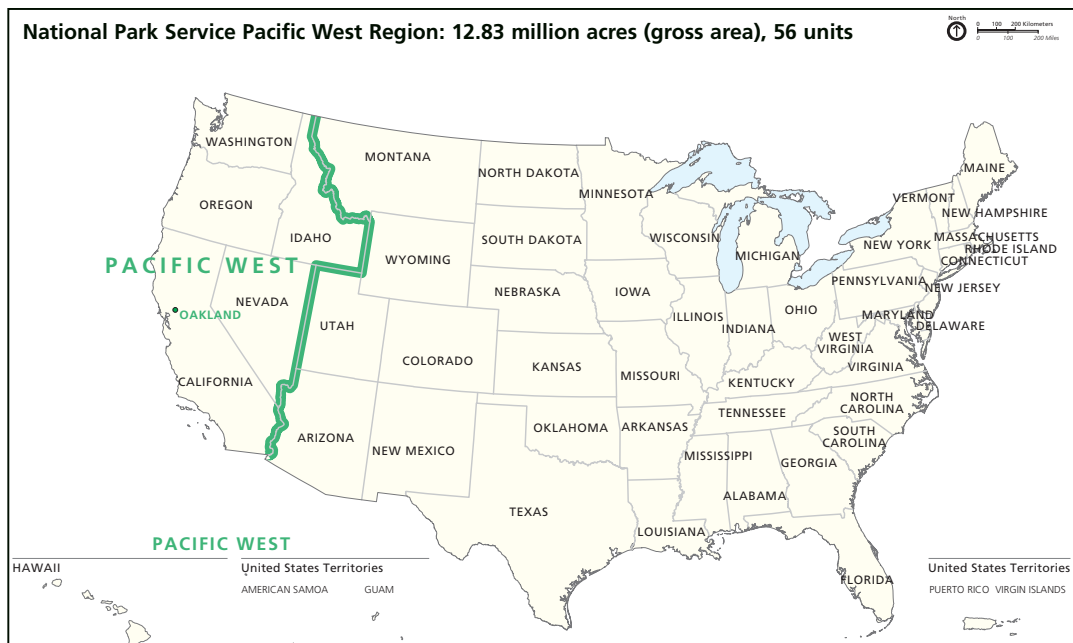 National Park Service Pacific West Region: 12.83 million acres (gross area), 56 units
North
0 100 200 Kilometers
0 100 200 Miles
WASHINGTON
MONTANA
NORTH DAKOTA
MINNESOTA
MAINE
OREGON
IDAHO
WYOMING
SOUTH DAKOTA
WISCONSIN
MICHIGAN
VERMONT
NEW HAMPSHIRE
NEW YORK
MASSACHUSETTS
RHODE ISLAND
CONNECTICUT
PACIFIC WEST
NEVADA
UTAH
NEBRASKA
IOWA
PENNSYLVANIA
NEW JERSEY
OAKLAND
ILLINOIS
INDIANA
OHIO
MARYLAND
DELAWARE
WEST
VIRGINIA
VIRGINIA
CALIFORNIA
COLORADO
KANSAS
MISSOURI
KENTUCKY
NORTH
CAROLINA
TENNESSEE
ARIZONA
NEW MEXICO
OKLAHOMA
ARKANSAS
SOUTH
CAROLINA
MISSISSIPPI
GEORGIA
ALABAMA
TEXAS
LOUISIANA
FLORIDA
PACIFIC WEST
HAWAII
United States Territories
AMERICAN SAMOA
GUAM
United States Territories
PUERTO RICO
VIRGIN ISLANDS